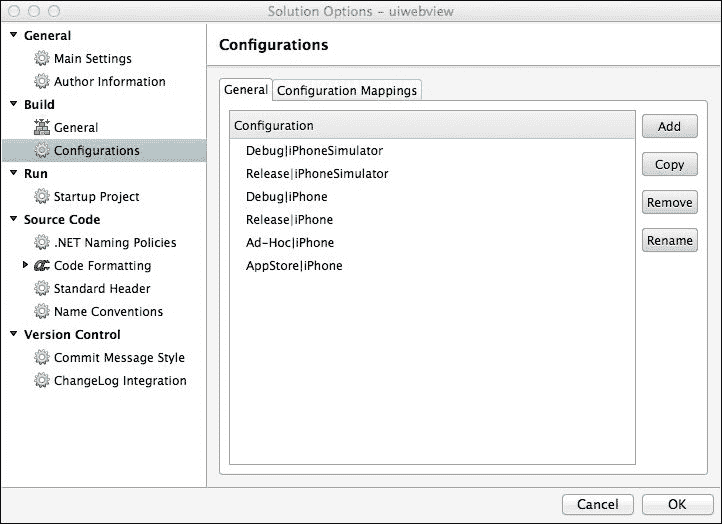 Solution Options – uiwebview
General
Main Settings
Author Information
Build
General
Configurations
Run
Startup Project
Source Code
.NET Naming Policies
Code Formatting
Standard Header
Name Conventions
Version Control
Commit Message Style
ChangeLog Integration
Configurations
General
Configuration Mappings
Configuration
Debug|iPhoneSimulator
Release|iPhoneSimulator
Debug|iPhone
Release|iPhone
Ad-Hoc|iPhone
AppStore|iPhone
Add
Copy
Remove
Rename
Cancel
OK